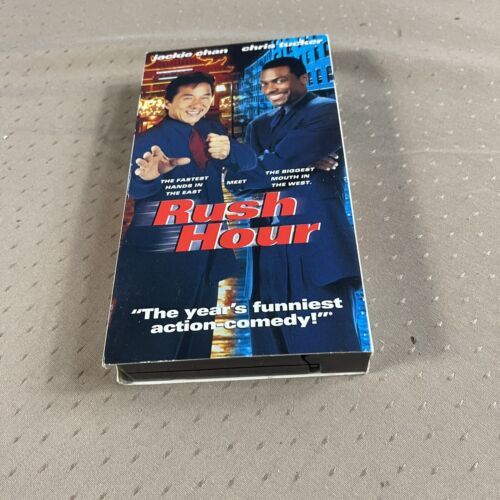 jackie chan chris tucker
THE FASTEST
HANDS IN
THE EAST
MEET
THE BIGGEST
MOUTH IN
THE WEST.
Rush
Hour
"The year's funniest
action-comedy!"*